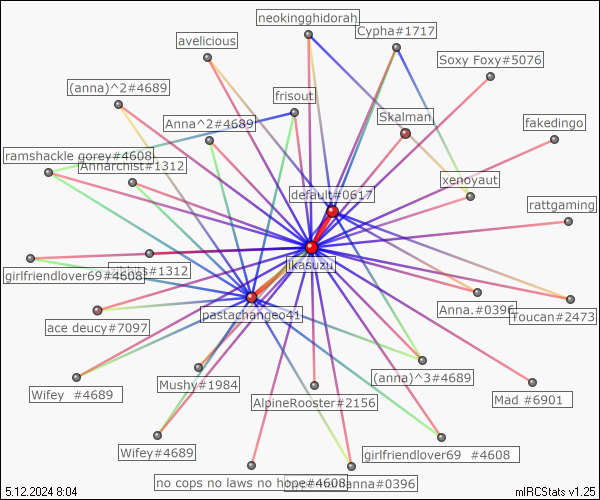 neokingghidorah
Cypha#1717
avelicious
Soxy Foxy#5076
(anna)^2#4689
frisout
Skalman
fakedingo
Anna^2#4689
ramshackle gorey#4608
Annarchist#1312
xenoyaut
default#0617
rattgaming
ikasuzu
#1312
girlfriendlover69#4608
Anna.#0396
Toucan#2473
pastachangeo41
ace deucy#7097
(anna)^3#4689
Mushy#1984
Wifey #4689
AlpineRooster#2156
Mad #6901
Wifey#4689
girlfriendlover69 #4608
no cops no laws no hope#4608
anna#0396
5.12.2024 8:04
mIRCStats v1.25